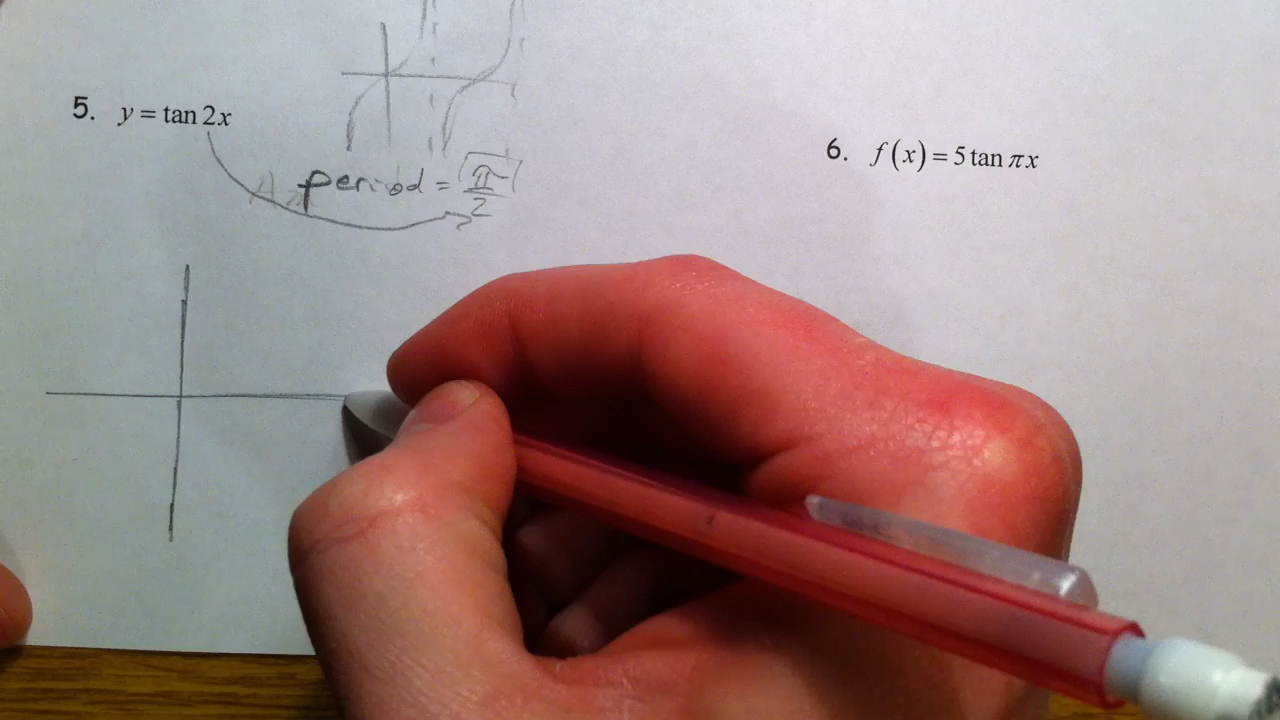 5. y = tan 2x
period = π/2
6. f(x) = 5 tan πx